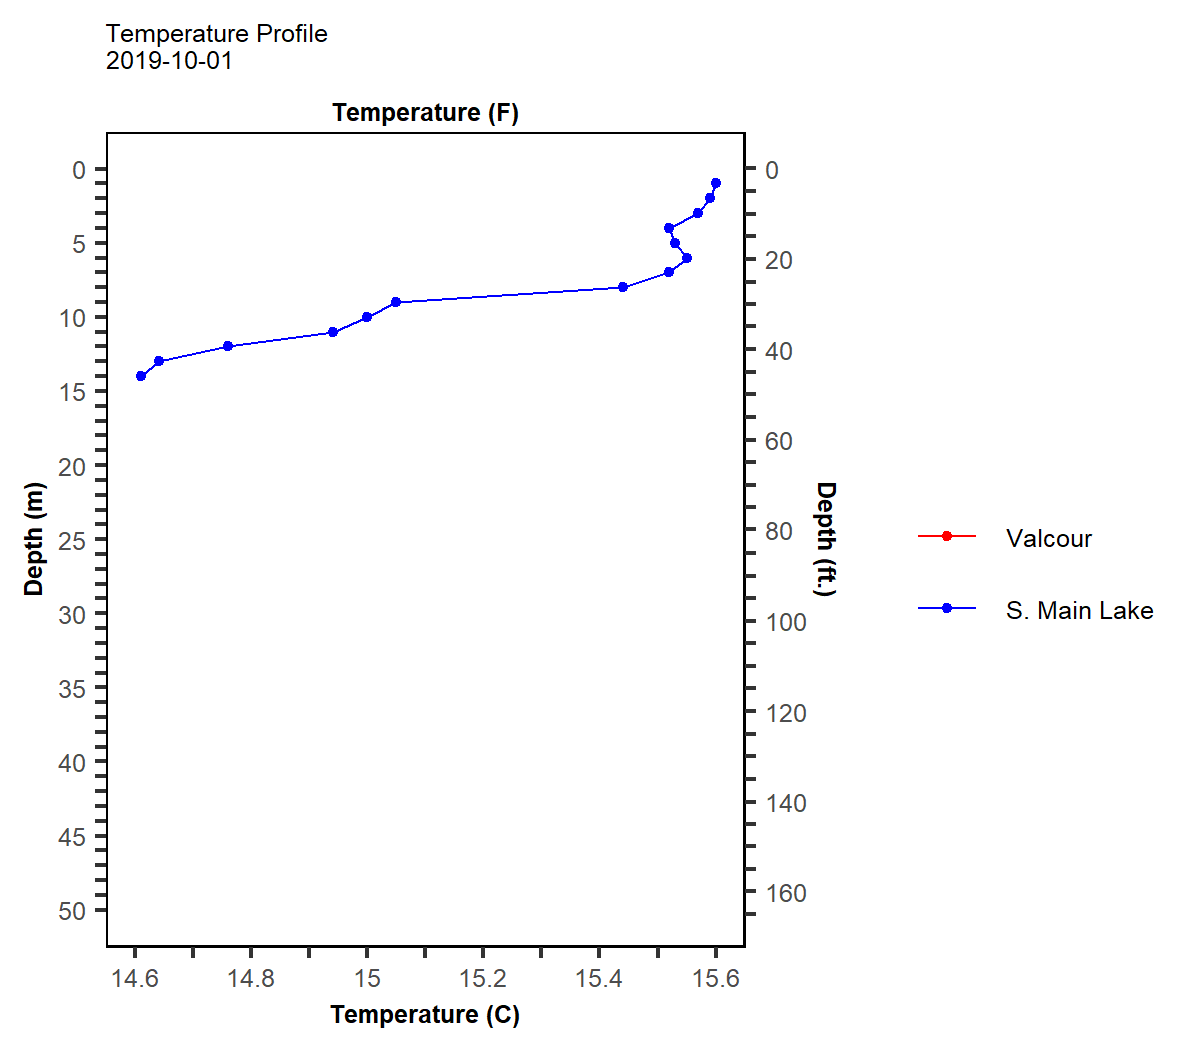 Temperature Profile
2019-10-01
Temperature (F)
0
5
10
15
20
25
30
35
40
45
50
Depth (m)
0
20
40
60
80
100
120
140
160
Depth (ft.)
14.6 14.8 15 15.2 15.4 15.6
Temperature (C)
Valcour
S. Main Lake